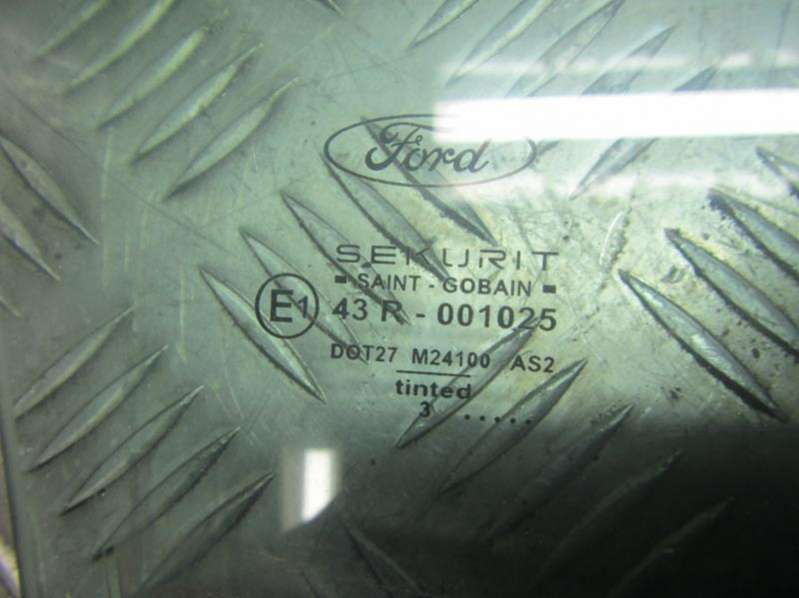 Ford
SEKURIT
SAINT - GOBAIN
E1 43 R - 001025
DOT27 M24100 AS2
tinted
3 .....